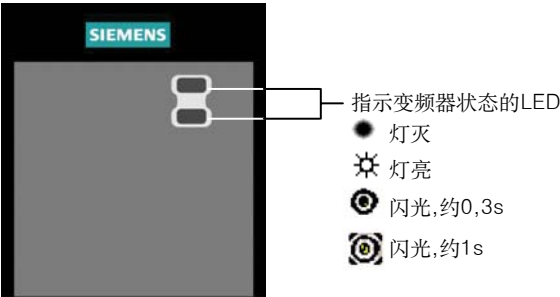 SIEMENS
指示变频器状态的LED
灯灭
灯亮
闪光,约0,3s
闪光,约1s